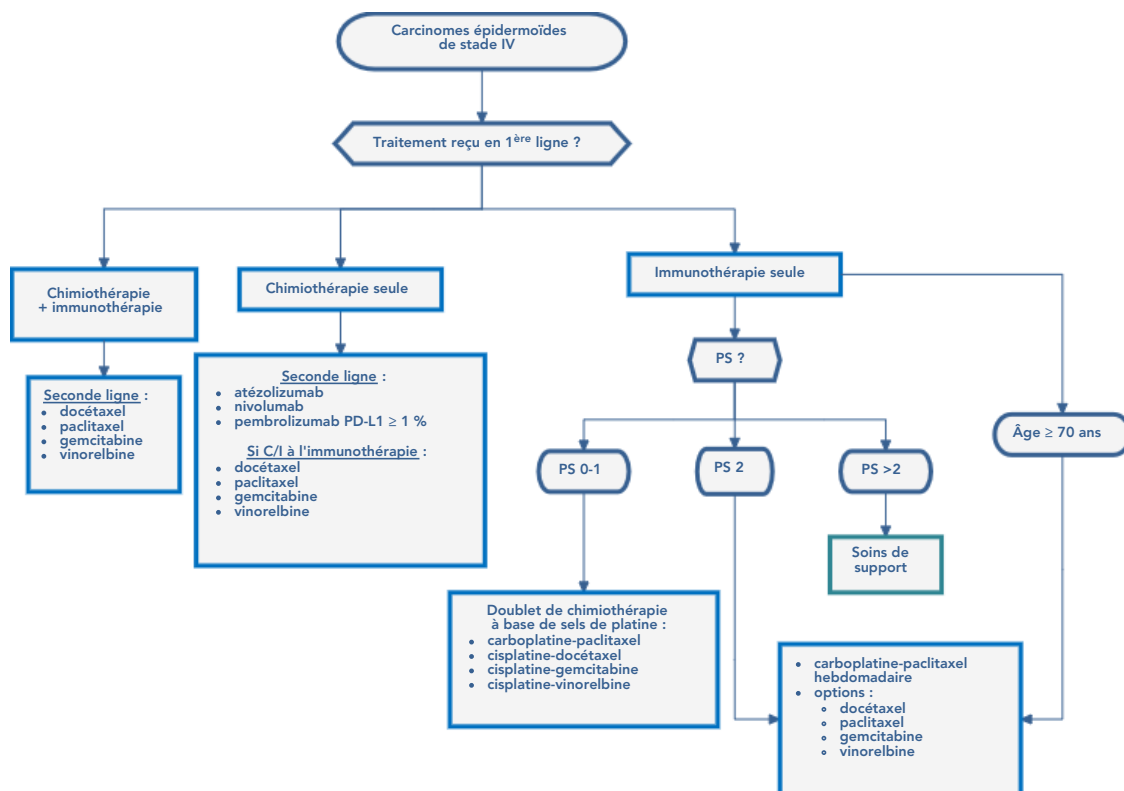 Carcinomes épidermoïdes
de stade IV
Traitement reçu en 1ère ligne ?
Chimiothérapie
+ immunothérapie
Chimiothérapie seule
Immunothérapie seule
Seconde ligne :
• docétaxel
• paclitaxel
• gemcitabine
• vinorelbine
Seconde ligne :
• atézolizumab
• nivolumab
• pembrolizumab PD-L1 ≥ 1 %
Si C/I à l'immunothérapie :
• docétaxel
• paclitaxel
• gemcitabine
• vinorelbine
PS ?
PS 0-1
PS 2
PS >2
Âge ≥ 70 ans
Soins de
support
Doublet de chimiothérapie
à base de sels de platine :
• carboplatine-paclitaxel
• cisplatine-docétaxel
• cisplatine-gemcitabine
• cisplatine-vinorelbine
• carboplatine-paclitaxel
hebdomadaire
• options :
∘ docétaxel
∘ paclitaxel
∘ gemcitabine
∘ vinorelbine